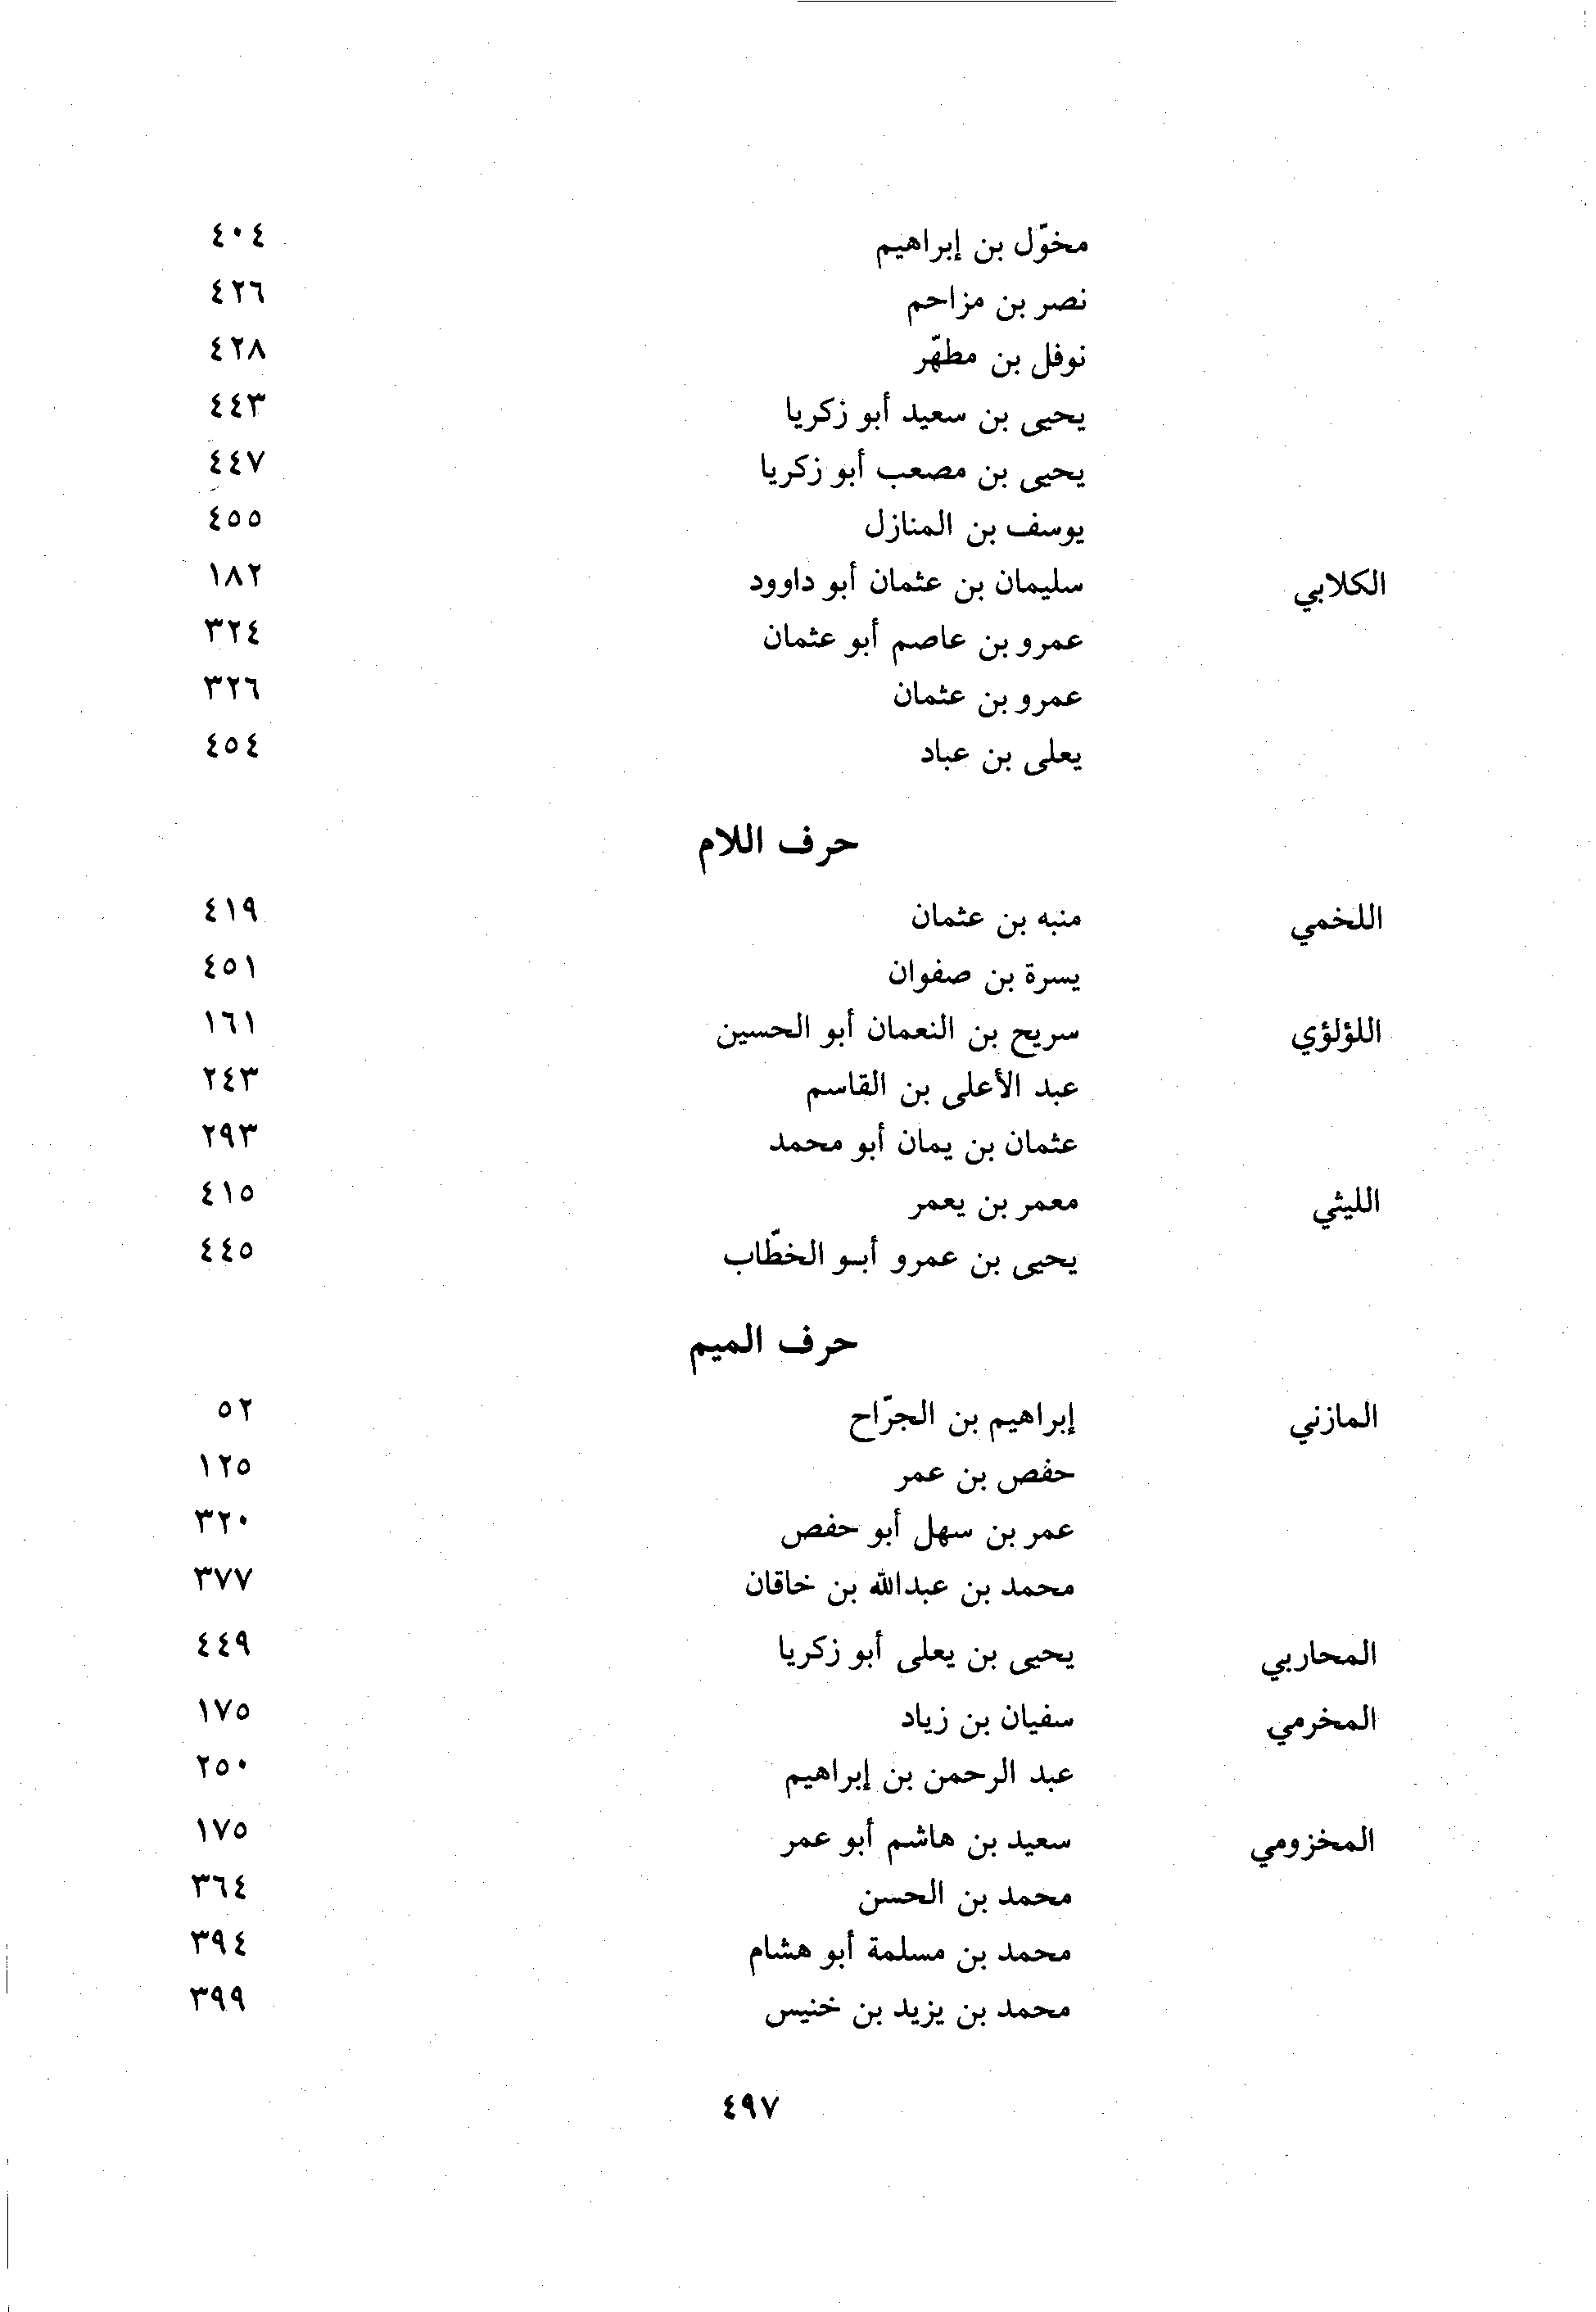 مخوّل بن إبراهيم ٤٠٤
نصر بن مزاحم ٤٢٦
نوفل بن مطهّر ٤٢٨
يحيى بن سعيد أبو زكريا ٤٤٣
يحيى بن مصعب أبو زكريا ٤٤٧
يوسف بن المنازل ٤٥٥
الكلابي سليمان بن عثمان أبو داوود ١٨٢
عمرو بن عاصم أبو عثمان ٣٢٤
عمرو بن عثمان ٣٢٦
يعلى بن عباد ٤٥٤
حرف اللام
اللخمي منبه بن عثمان ٤١٩
يسرة بن صفوان ٤٥١
اللؤلؤي سريح بن النعمان أبو الحسين ١٦١
عبد الأعلى بن القاسم ٢٤٣
عثمان بن يمان أبو محمد ٢٩٣
الليثي معمر بن يعمر ٤١٥
يحيى بن عمرو أبو الخطّاب ٤٤٥
حرف الميم
المازني إبراهيم بن الجرّاح ٥٢
حفص بن عمر ١٢٥
عمر بن سهل أبو حفص ٣٢٠
محمد بن عبدالله بن خاقان ٣٧٧
المحاربي يحيى بن يعلى أبو زكريا ٤٤٩
المخرمي سفيان بن زياد ١٧٥
عبد الرحمن بن إبراهيم ٢٥٠
المخزومي سعيد بن هاشم أبو عمر ١٧٥
محمد بن الحسن ٣٦٤
محمد بن مسلمة أبو هشام ٣٩٤
محمد بن يزيد بن خنيس ٣٩٩
٤٩٧